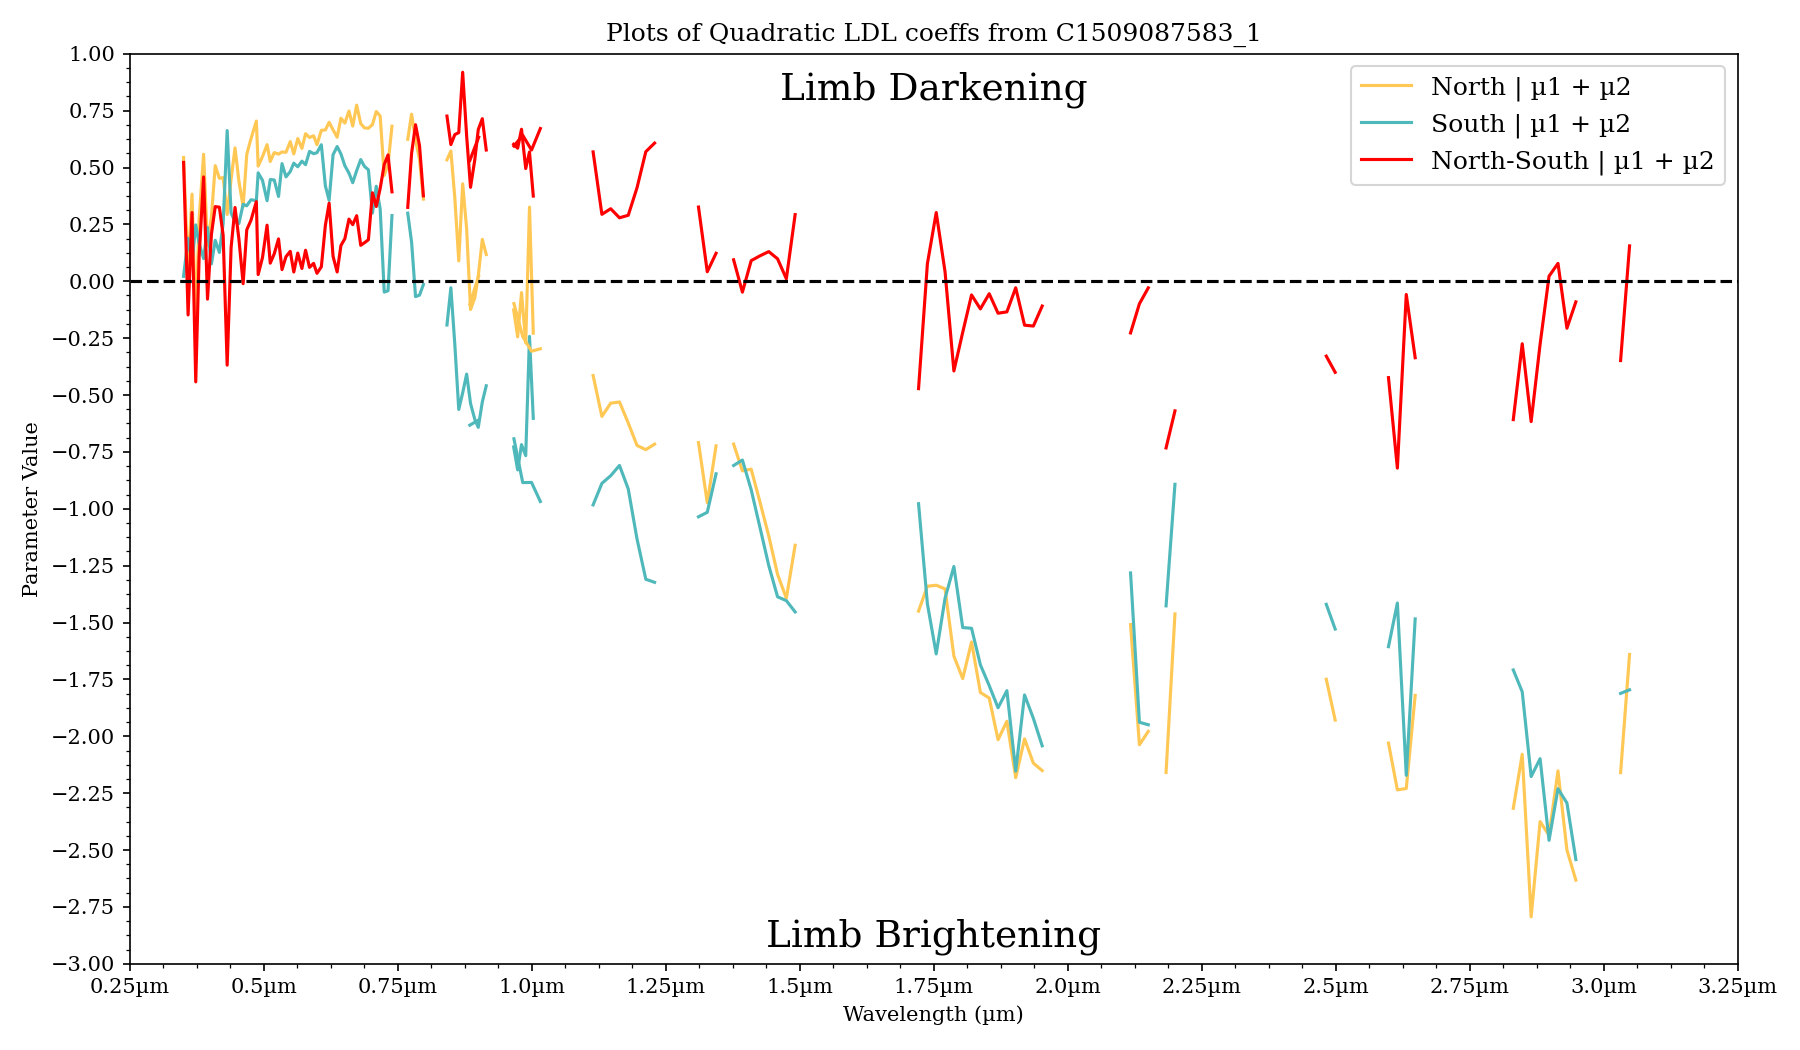 Plots of Quadratic LDL coeffs from C1509087583_1
Limb Darkening
North | µ1 + µ2
South | µ1 + µ2
North-South | µ1 + µ2
1.00
0.75
0.50
0.25
0.00
−0.25
−0.50
−0.75
−1.00
−1.25
−1.50
−1.75
−2.00
−2.25
−2.50
−2.75
−3.00
Parameter Value
Limb Brightening
0.25µm 0.5µm 0.75µm 1.0µm 1.25µm 1.5µm 1.75µm 2.0µm 2.25µm 2.5µm 2.75µm 3.0µm 3.25µm
Wavelength (µm)